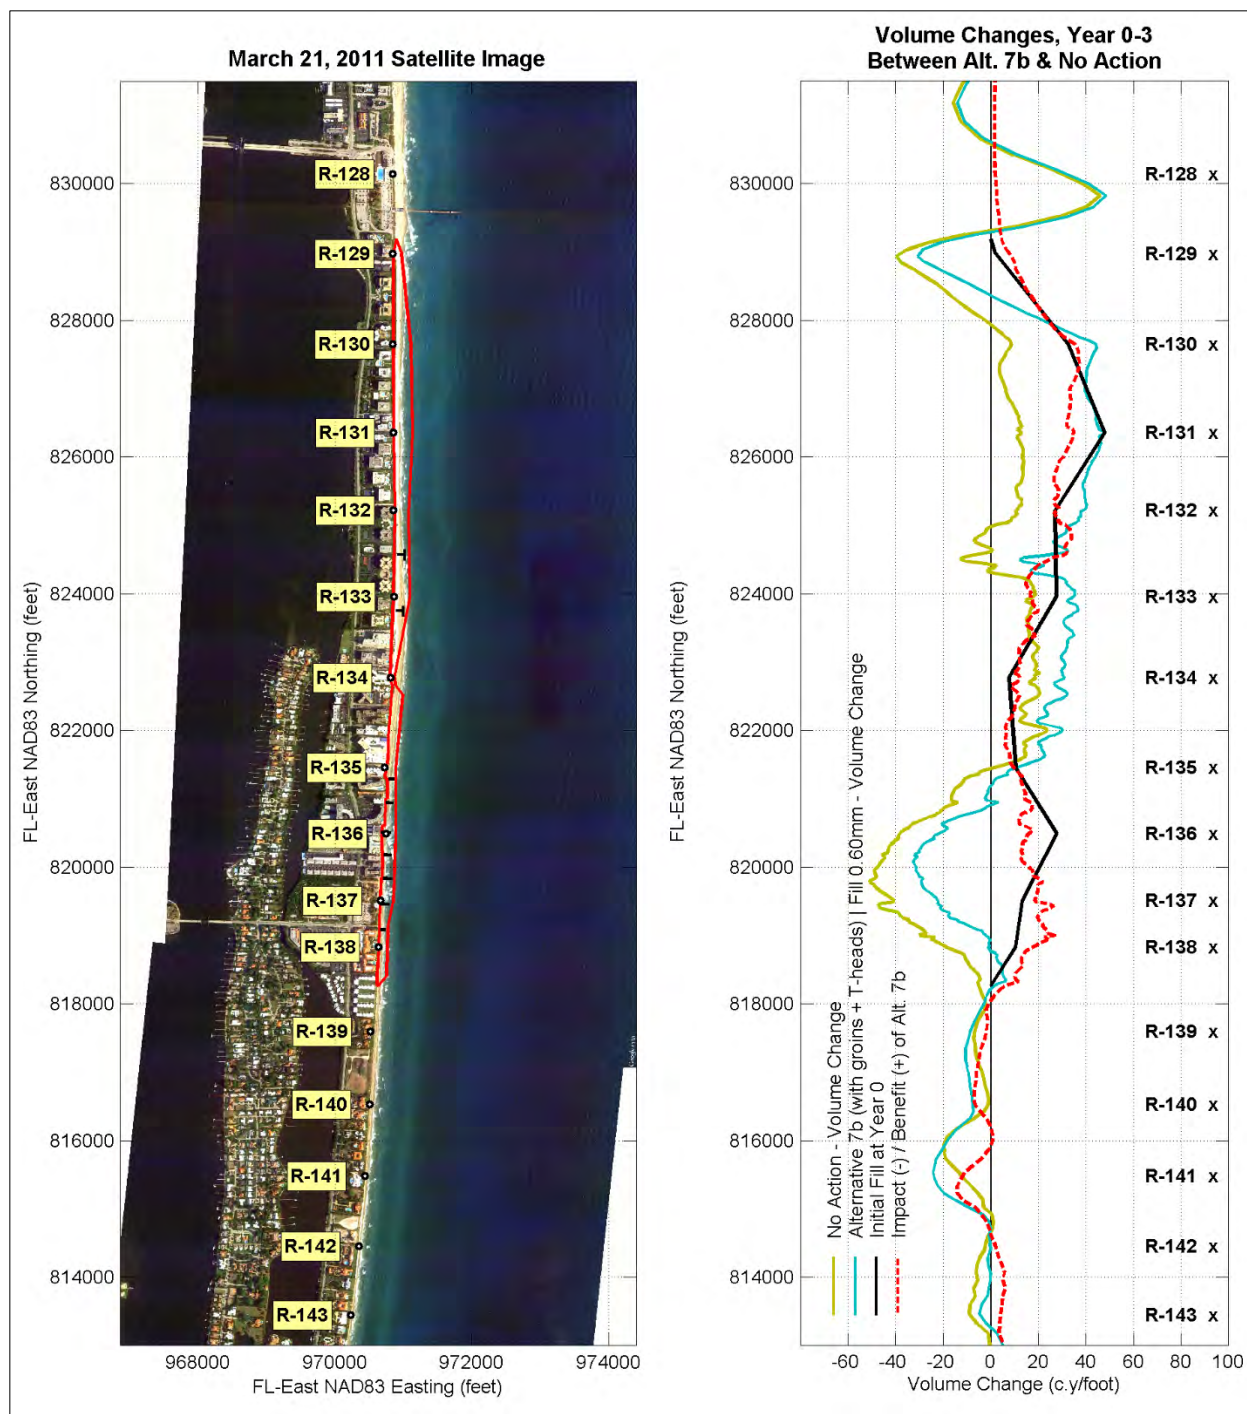 March 21, 2011 Satellite Image
FL-East NAD83 Northing (feet)
830000
828000
826000
824000
822000
820000
818000
816000
814000
R-128
R-129
R-130
R-131
R-132
R-133
R-134
R-135
R-136
R-137
R-138
R-139
R-140
R-141
R-142
R-143
968000 970000 972000 974000
FL-East NAD83 Easting (feet)
Volume Changes, Year 0-3
Between Alt. 7b & No Action
FL-East NAD83 Northing (feet)
830000
828000
826000
824000
822000
820000
818000
816000
814000
R-128 x
R-129 x
R-130 x
R-131 x
R-132 x
R-133 x
R-134 x
R-135 x
R-136 x
R-137 x
R-138 x
R-139 x
R-140 x
R-141 x
R-142 x
R-143 x
No Action - Volume Change
Alternative 7b (with groins + T-heads) | Fill 0.60mm - Volume Change
Initial Fill at Year 0
Impact (-) / Benefit (+) of Alt. 7b
-60 -40 -20 0 20 40 60 80 100
Volume Change (c.y/foot)